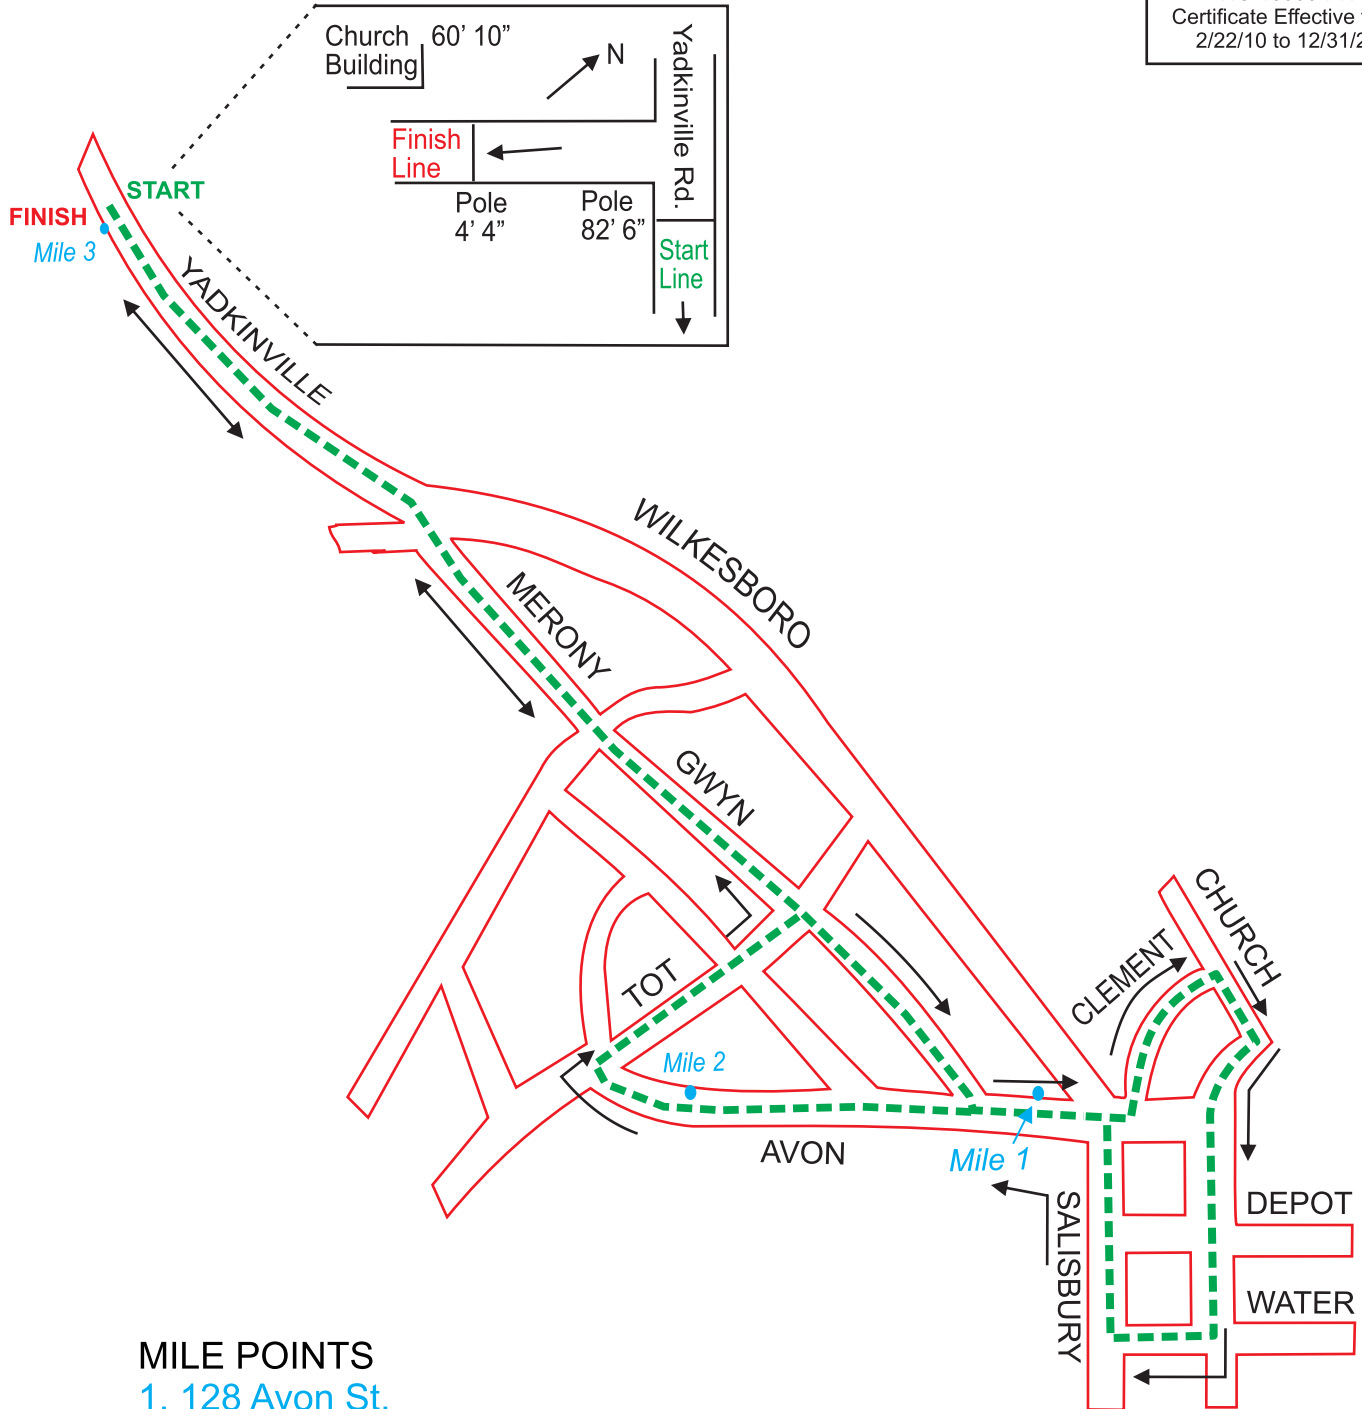 Certificate Effective
2/22/10 to 12/31/2
Church 60’ 10”
Building
N
Yadkinville Rd.
Finish
Line
Pole
4’ 4”
Pole
82’ 6”
Start
Line
START
FINISH
Mile 3
YADKINVILLE
WILKESBORO
MERONY
GWYN
CHURCH
CLEMENT
TOT
Mile 2
AVON
Mile 1
SALISBURY
DEPOT
WATER
MILE POINTS
1. 128 Avon St.